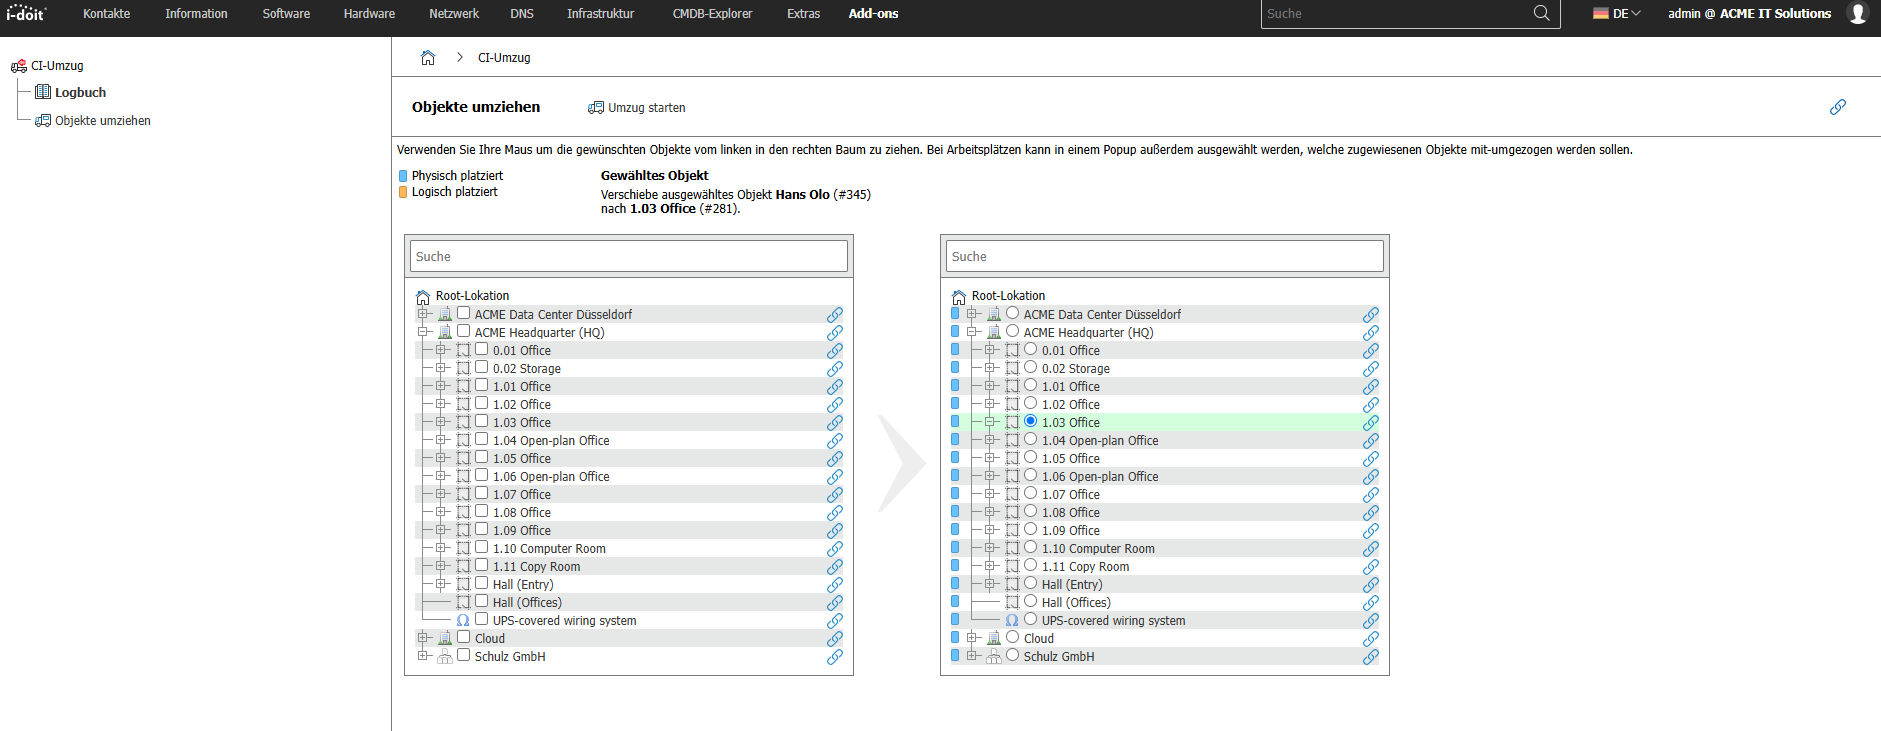 i-doit Kontakte Information Software Hardware Netzwerk DNS Infrastruktur CMDB-Explorer Extras Add-ons Suche DE admin @ ACME IT Solutions
CI-Umzug
Logbuch
Objekte umziehen
CI-Umzug
Objekte umziehen Umzug starten
Verwenden Sie Ihre Maus um die gewünschten Objekte vom linken in den rechten Baum zu ziehen. Bei Arbeitsplätzen kann in einem Popup außerdem ausgewählt werden, welche zugewiesenen Objekte mit-umgezogen werden sollen.
Physisch platziert
Logisch platziert
Gewähltes Objekt
Verschiebe ausgewähltes Objekt Hans Olo (#345)
nach 1.03 Office (#281).
Suche
Root-Lokation
ACME Data Center Düsseldorf
ACME Headquarter (HQ)
0.01 Office
0.02 Storage
1.01 Office
1.02 Office
1.03 Office
1.04 Open-plan Office
1.05 Office
1.06 Open-plan Office
1.07 Office
1.08 Office
1.09 Office
1.10 Computer Room
1.11 Copy Room
Hall (Entry)
Hall (Offices)
UPS-covered wiring system
Cloud
Schulz GmbH
Suche
Root-Lokation
ACME Data Center Düsseldorf
ACME Headquarter (HQ)
0.01 Office
0.02 Storage
1.01 Office
1.02 Office
1.03 Office
1.04 Open-plan Office
1.05 Office
1.06 Open-plan Office
1.07 Office
1.08 Office
1.09 Office
1.10 Computer Room
1.11 Copy Room
Hall (Entry)
Hall (Offices)
UPS-covered wiring system
Cloud
Schulz GmbH